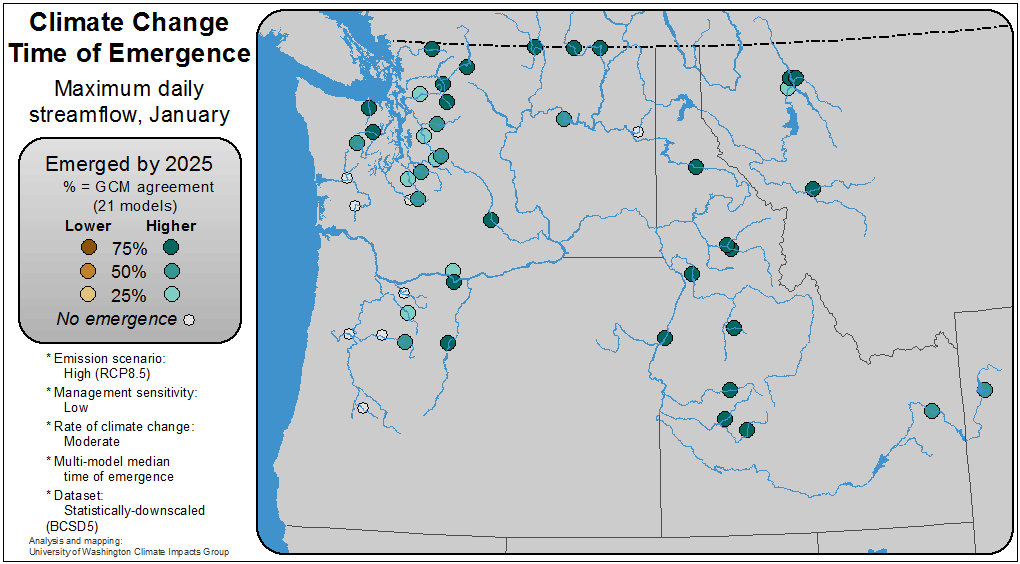 Climate Change
Time of Emergence
Maximum daily
streamflow, January
Emerged by 2025
% = GCM agreement
(21 models)
Lower Higher
75%
50%
25%
No emergence
* Emission scenario:
High (RCP8.5)
* Management sensitivity:
Low
* Rate of climate change:
Moderate
* Multi-model median
time of emergence
* Dataset:
Statistically-downscaled
(BCSD5)
Analysis and mapping:
University of Washington Climate Impacts Group